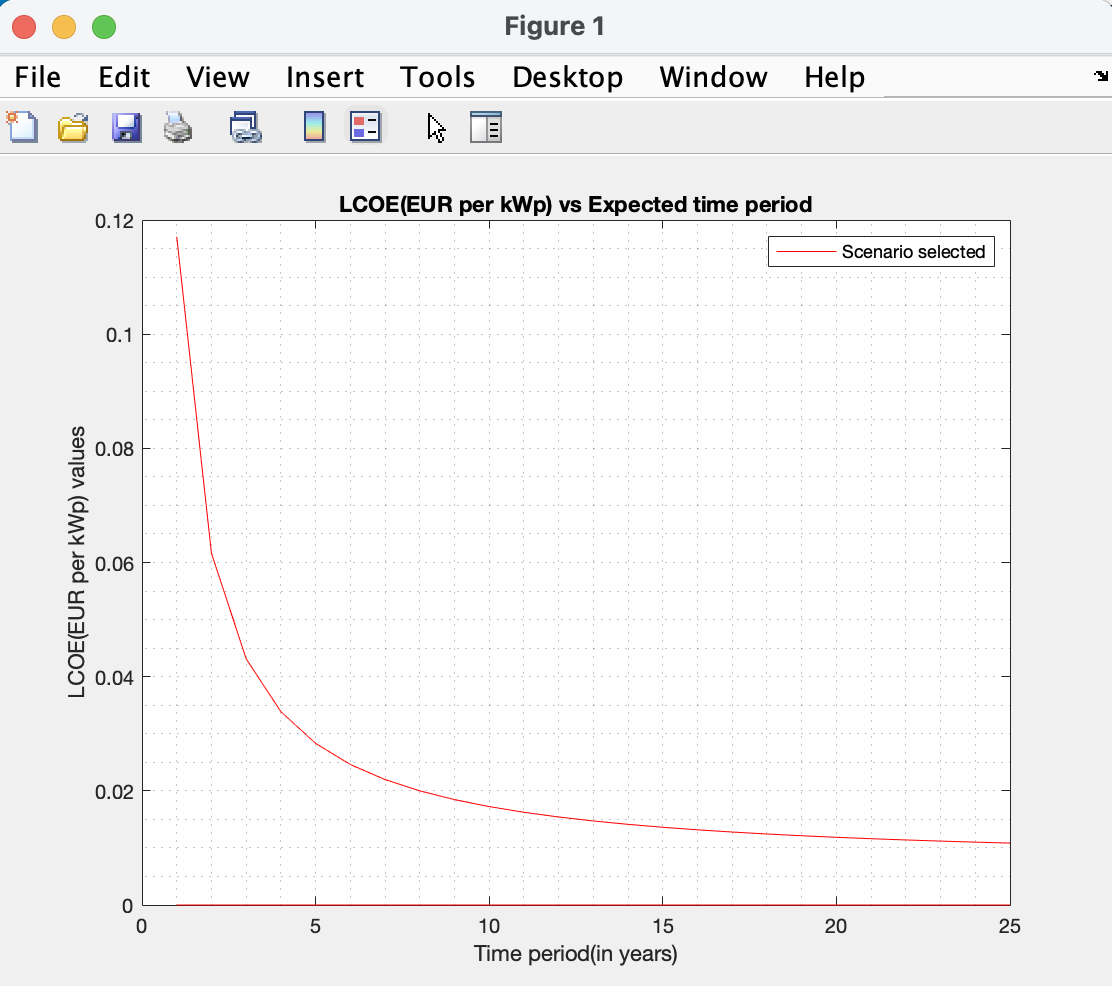 Figure 1
File Edit View Insert Tools Desktop Window Help
LCOE(EUR per kWp) vs Expected time period
Scenario selected
LCOE(EUR per kWp) values
0.12
0.1
0.08
0.06
0.04
0.02
0
0 5 10 15 20 25
Time period(in years)